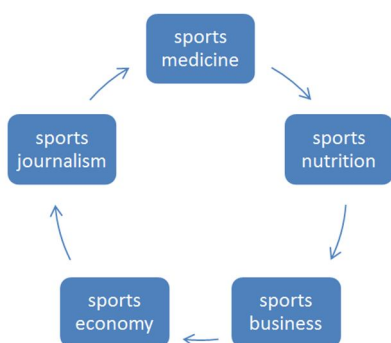 sports
medicine
sports
nutrition
sports
business
sports
economy
sports
journalism